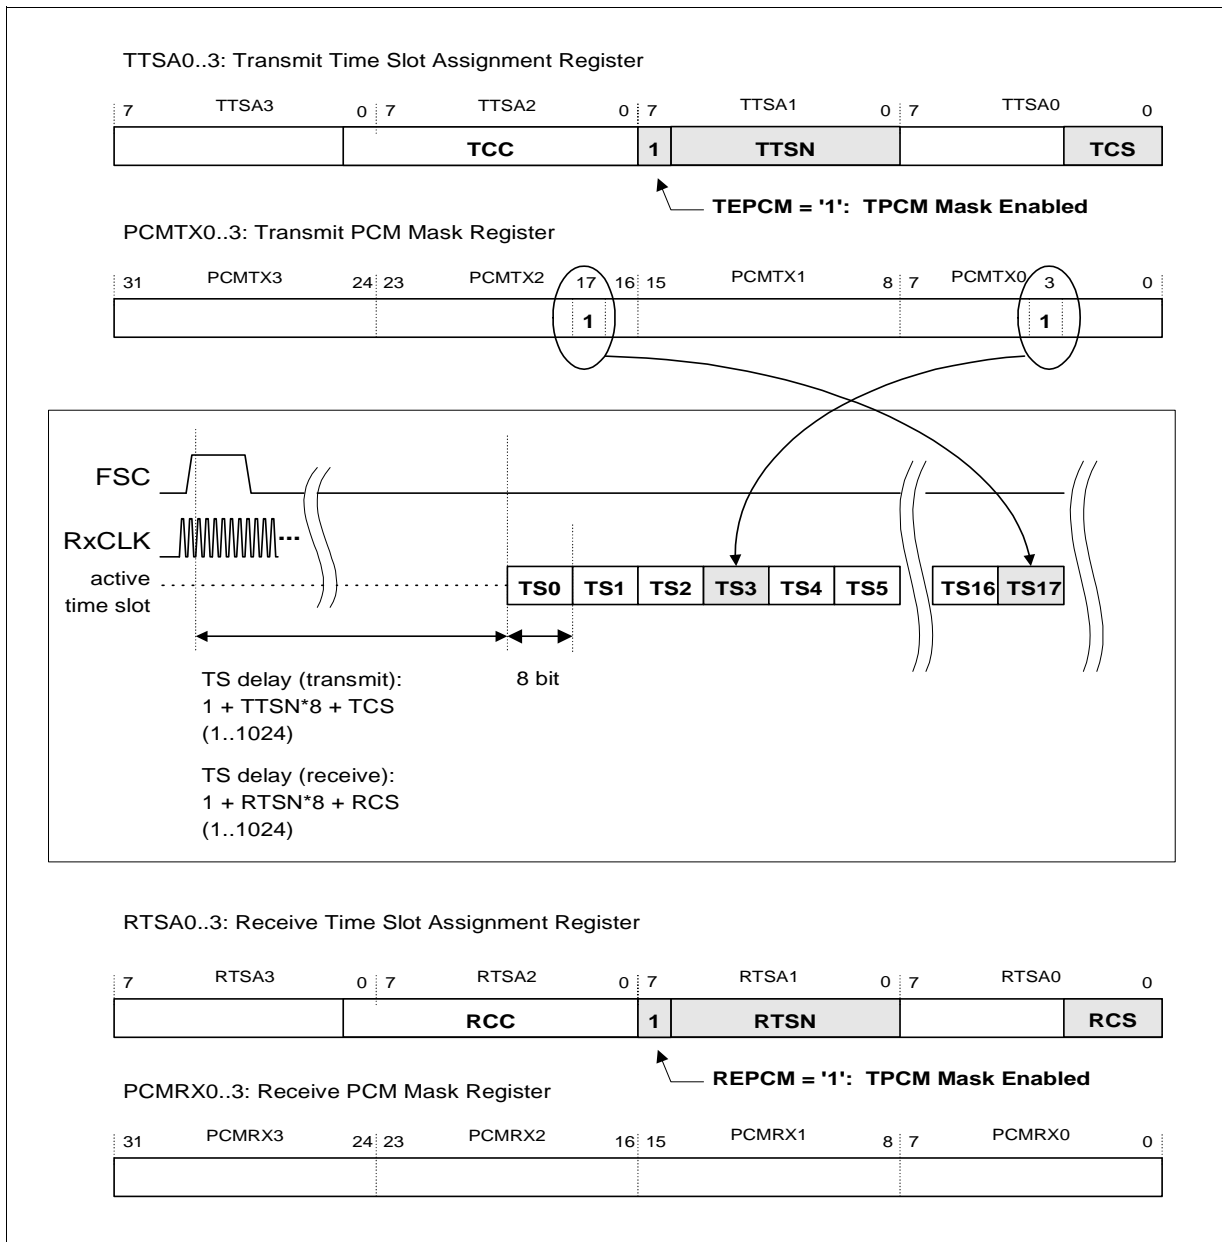 TTSA0..3: Transmit Time Slot Assignment Register
7 TTSA3 0 7 TTSA2 0 7 TTSA1 0 7 TTSA0 0
TCC 1 TTSN TCS
TEPCM = '1': TPCM Mask Enabled
PCMTX0..3: Transmit PCM Mask Register
31 PCMTX3 24 23 PCMTX2 17 16 15 PCMTX1 8 7 PCMTX0 3 0
1 1
FSC
RxCLK
active
time slot
TS0 TS1 TS2 TS3 TS4 TS5 TS16 TS17
TS delay (transmit):
1 + TTSN*8 + TCS
(1..1024)
8 bit
TS delay (receive):
1 + RTSN*8 + RCS
(1..1024)
RTSA0..3: Receive Time Slot Assignment Register
7 RTSA3 0 7 RTSA2 0 7 RTSA1 0 7 RTSA0 0
RCC 1 RTSN RCS
REPCM = '1': TPCM Mask Enabled
PCMRX0..3: Receive PCM Mask Register
31 PCMRX3 24 23 PCMRX2 16 15 PCMRX1 8 7 PCMRX0 0